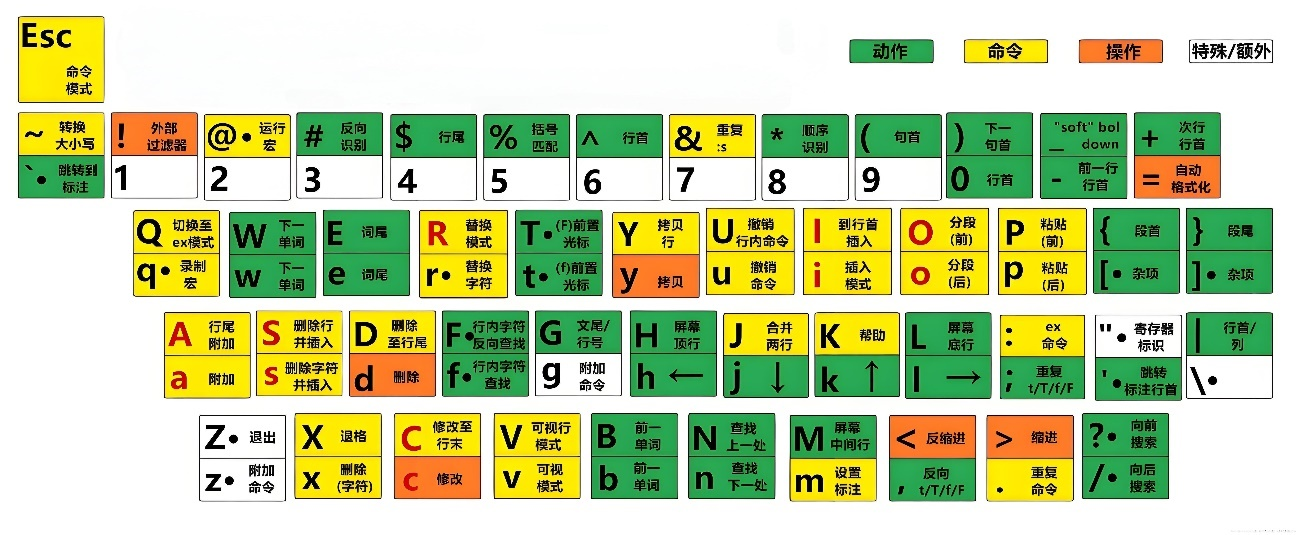 Esc
命令
模式
动作
命令
操作
特殊/额外
~ 转换
大小写
`• 跳转到
标注
! 外部
过滤器
1
@• 运行
宏
2
# 反向
识别
3
$ 行尾
4
% 括号
匹配
5
^ 行首
6
& 重复
:s
7
* 顺序
识别
8
( 句首
9
) 下一
句首
0 行首
"soft" bol
_ down
- 前一行
行首
+ 次行
行首
= 自动
格式化
Q 切换至
ex模式
q• 录制
宏
W 下一
单词
w 下一
单词
E 词尾
e 词尾
R 替换
模式
r• 替换
字符
T• (F)前置
光标
t• (f)前置
光标
Y 拷贝
行
y 拷贝
U 撤销
行内命令
u 撤销
命令
I 到行首
插入
i 插入
模式
O 分段
(前)
o 分段
(后)
P 粘贴
(前)
p 粘贴
(后)
{ 段首
[• 杂项
} 段尾
]• 杂项
A 行尾
附加
a 附加
S 删除行
并插入
s 删除字符
并插入
D 删除
至行尾
d 删除
F• 行内字符
反向查找
f• 行内字符
查找
G 文尾/
行号
g 附加
命令
H 屏幕
顶行
h ←
J 合并
两行
j ↓
K 帮助
k ↑
L 屏幕
底行
l →
: ex
命令
; 重复
t/T/f/F
"• 寄存器
标识
'• 跳转
标注行首
| 行首/
列
\•
Z• 退出
z• 附加
命令
X 退格
x 删除
(字符)
C 修改至
行末
c 修改
V 可视行
模式
v 可视
模式
B 前一
单词
b 前一
单词
N 查找
上一处
n 查找
下一处
M 屏幕
中间行
m 设置
标注
< 反缩进
, 反向
t/T/f/F
> 缩进
. 重复
命令
?• 向前
搜索
/• 向后
搜索